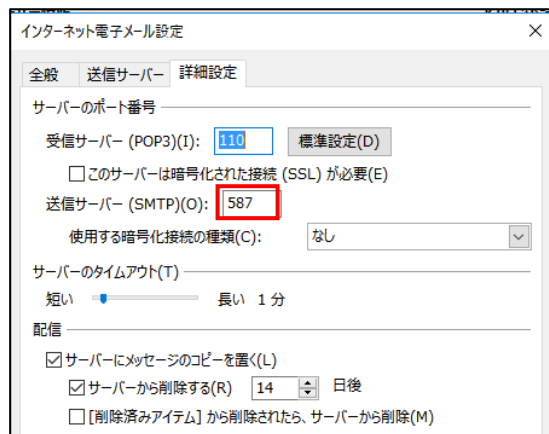 インターネット電子メール設定
全般 送信サーバー 詳細設定
サーバーのポート番号
受信サーバー (POP3)(I): 110 標準設定(D)
このサーバーは暗号化された接続 (SSL) が必要(E)
送信サーバー (SMTP)(O): 587
使用する暗号化接続の種類(C): なし
サーバーのタイムアウト(T)
短い 長い 1 分
配信
サーバーにメッセージのコピーを置く(L)
サーバーから削除する(R) 14 日後
[削除済みアイテム] から削除されたら、サーバーから削除(M)